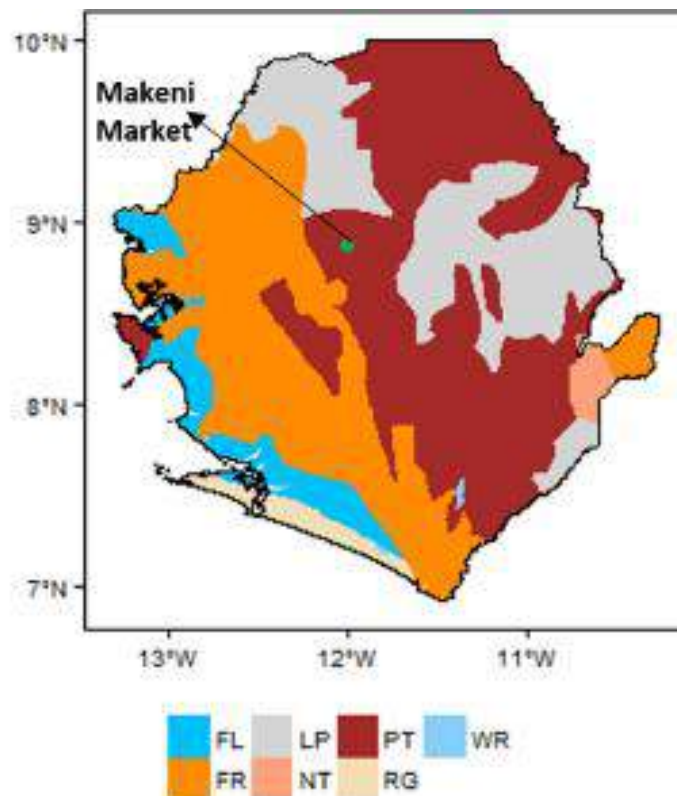 10°N
Makeni
Market
9°N
8°N
7°N
13°W 12°W 11°W
FL LP PT WR
FR NT RG